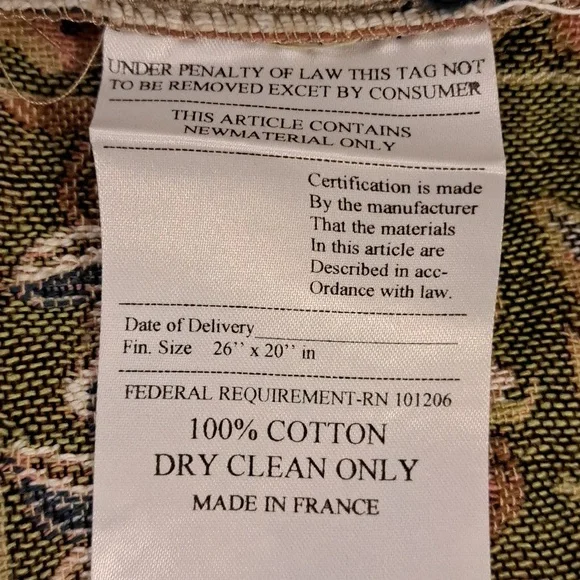 UNDER PENALTY OF LAW THIS TAG NOT
TO BE REMOVED EXCET BY CONSUMER
THIS ARTICLE CONTAINS
NEWMATERIAL ONLY
Certification is made
By the manufacturer
That the materials
In this article are
Described in acc-
Ordance with law.
Date of Delivery
Fin. Size 26'' x 20'' in
FEDERAL REQUIREMENT-RN 101206
100% COTTON
DRY CLEAN ONLY
MADE IN FRANCE